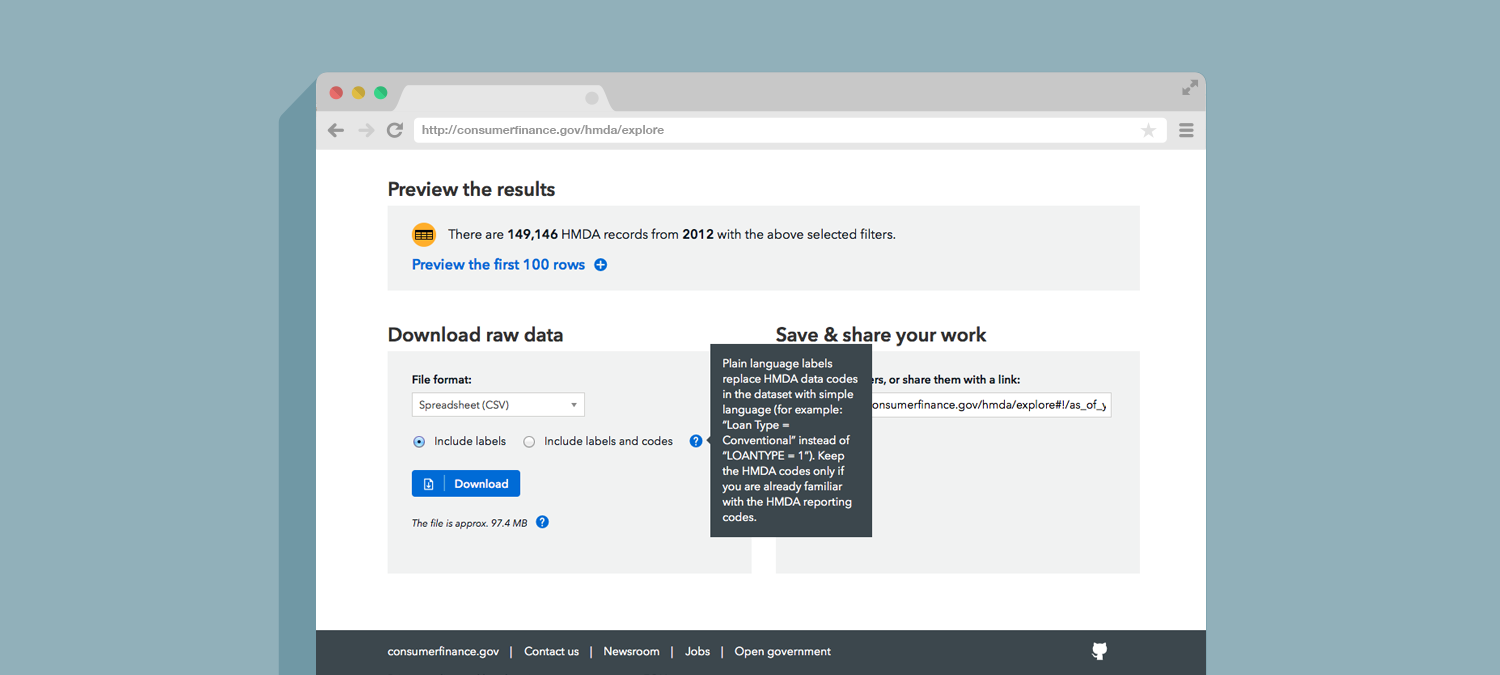 http://consumerfinance.gov/hmda/explore
Preview the results
There are 149,146 HMDA records from 2012 with the above selected filters.
Preview the first 100 rows
Download raw data
File format:
Spreadsheet (CSV)
Include labels
Include labels and codes
?
Download
The file is approx. 97.4 MB ?
Plain language labels
replace HMDA data codes
in the dataset with simple
language (for example:
“Loan Type =
Conventional” instead of
“LOANTYPE = 1”). Keep
the HMDA codes only if
you are already familiar
with the HMDA reporting
codes.
Save & share your work
or share them with a link:
onsumerfinance.gov/hmda/explore#!/as_of_y
consumerfinance.gov | Contact us | Newsroom | Jobs | Open government